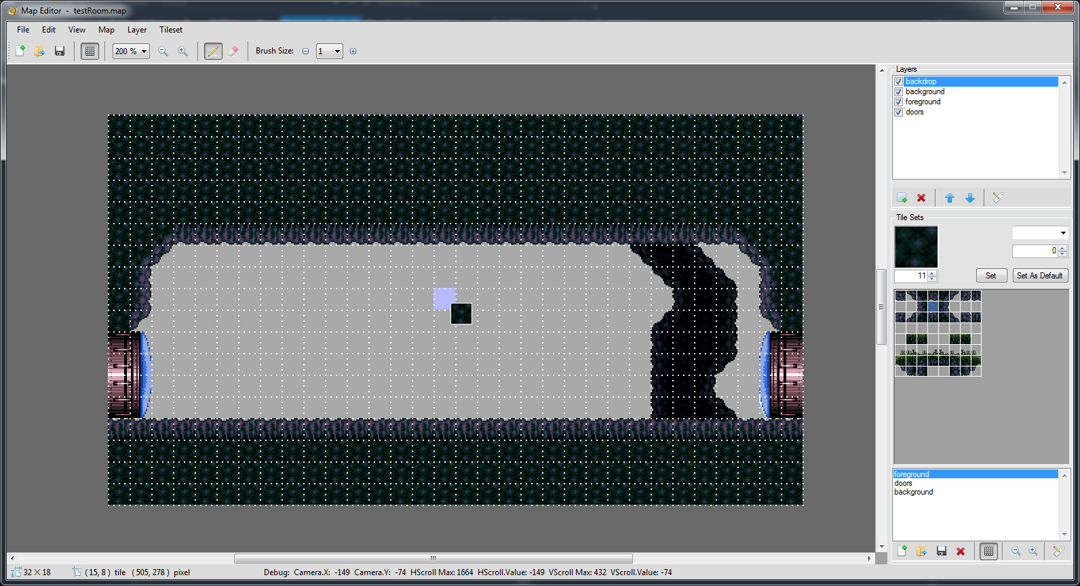 Map Editor - testRoom.map
File Edit View Map Layer Tileset
200 % Brush Size: 1
Layers
backdrop
background
foreground
doors
Tile Sets
0
11 Set Set As Default
foreground
doors
background
32 × 18 (15, 8) tile (505, 278) pixel Debug: Camera.X: -149 Camera.Y: -74 HScroll Max: 1664 HScroll.Value: -149 VScroll Max: 432 VScroll.Value: -74